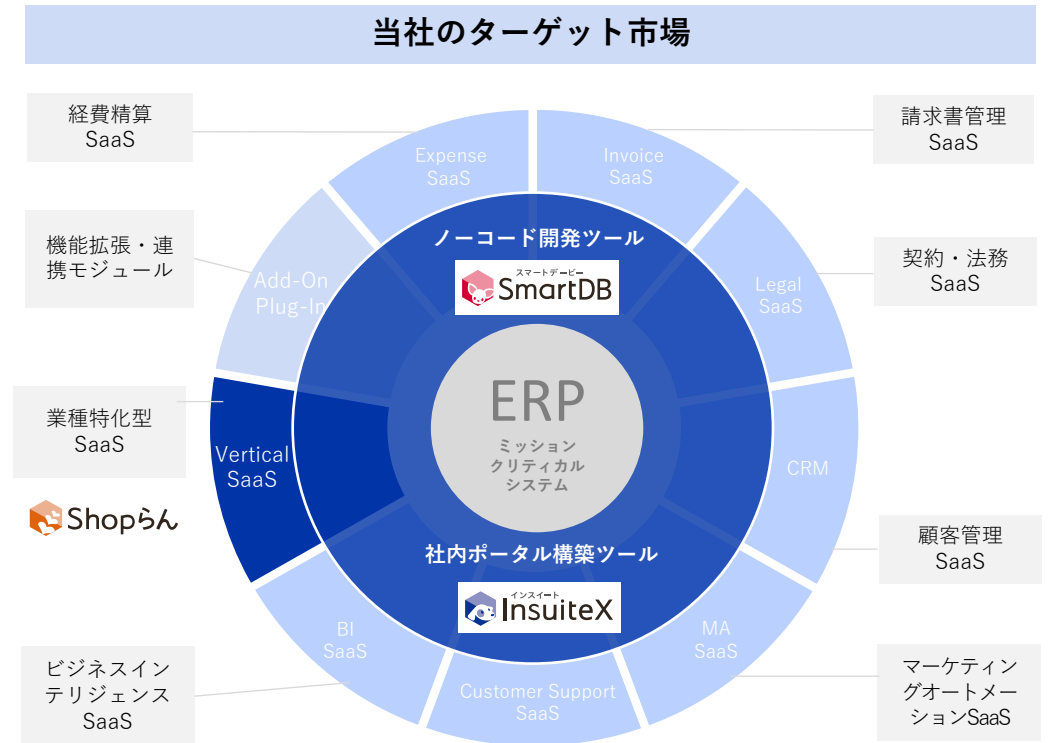 当社のターゲット市場
経費精算
SaaS
請求書管理
SaaS
Expense
SaaS
Invoice
SaaS
機能拡張・連
携モジュール
契約・法務
SaaS
Add-On
Plug-In
ノーコード開発ツール
スマートデービー
SmartDB
Legal
SaaS
ERP
ミッション
クリティカル
システム
業種特化型
SaaS
Vertical
SaaS
CRM
Shopらん
顧客管理
SaaS
社内ポータル構築ツール
インスイート
InsuiteX
BI
SaaS
MA
SaaS
Customer Support
SaaS
ビジネスイン
テリジェンス
SaaS
マーケティン
グオートメー
ションSaaS